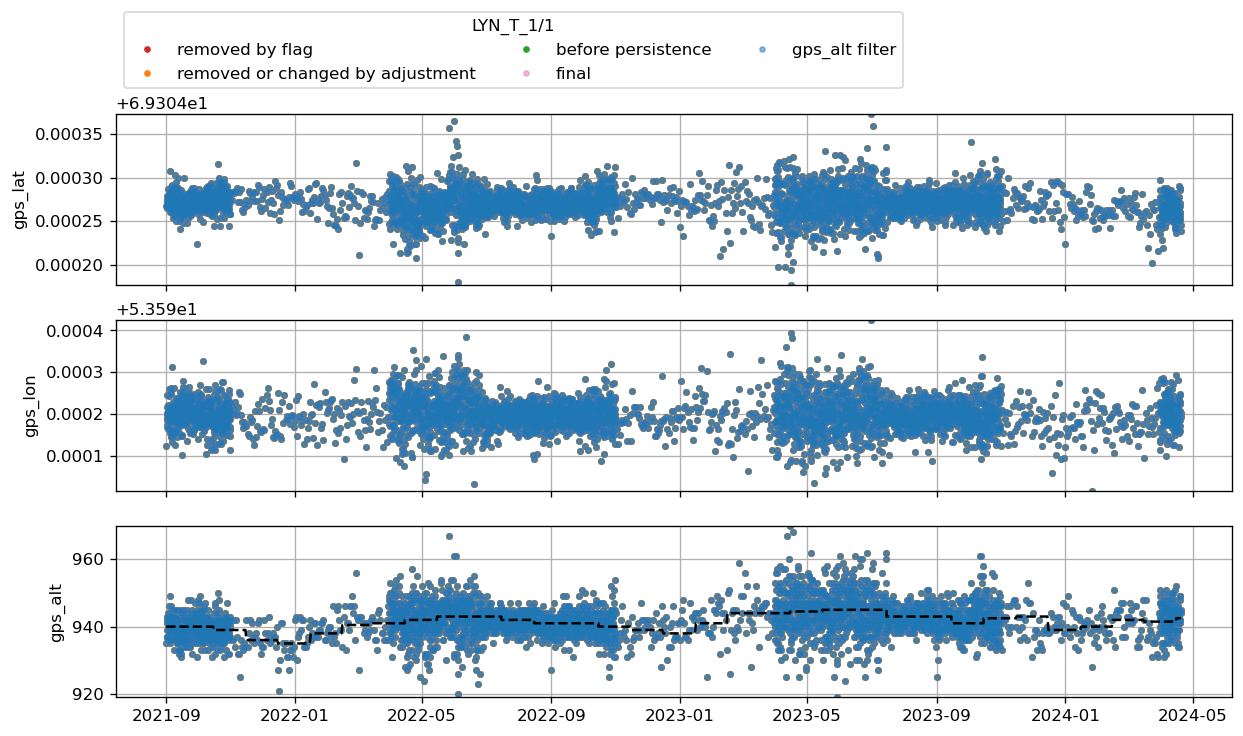 LYN_T_1/1
removed by flag
before persistence
gps_alt filter
removed or changed by adjustment
final
+6.9304e1
0.00035
0.00030
0.00025
0.00020
gps_lat
+5.359e1
0.0004
0.0003
0.0002
0.0001
gps_lon
960
940
920
gps_alt
2021-09
2022-01
2022-05
2022-09
2023-01
2023-05
2023-09
2024-01
2024-05